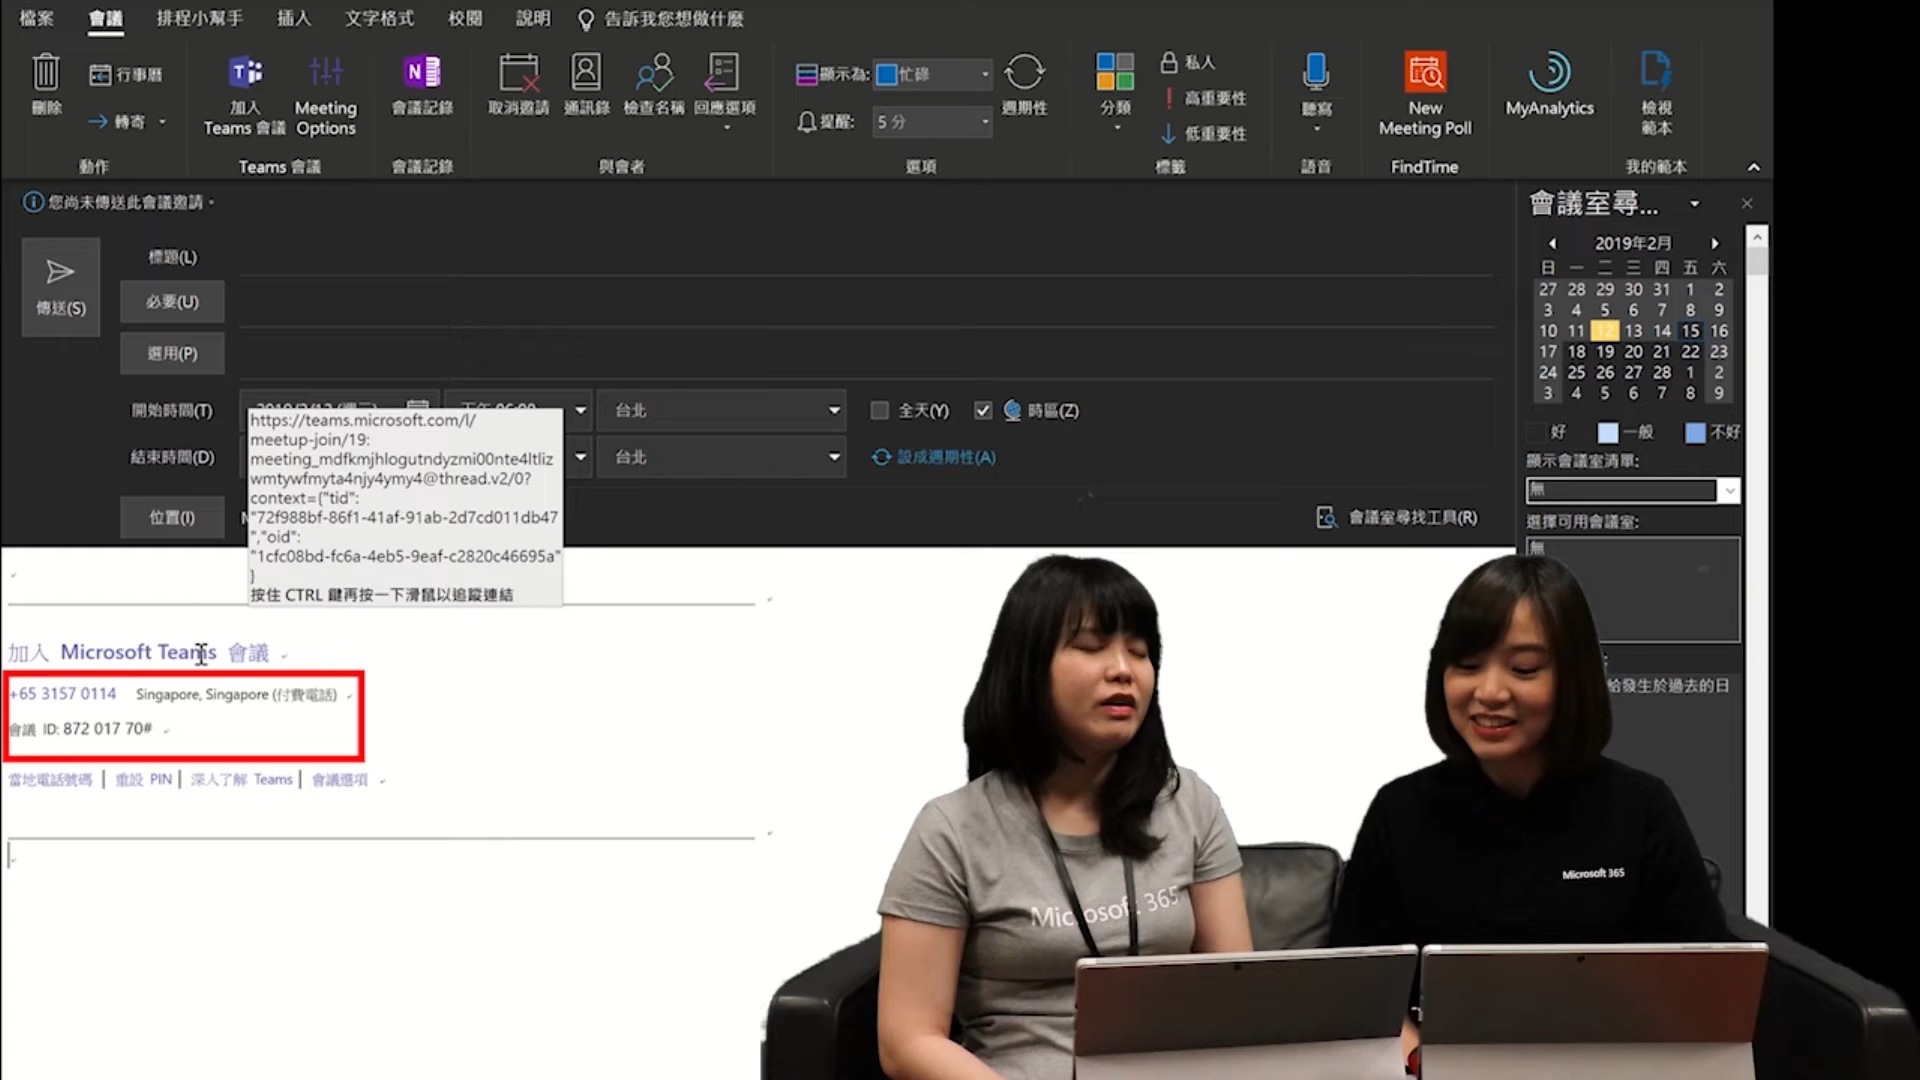 檔案 會議 排程小幫手 插入 文字格式 校閱 說明 告訴我您想做什麼
刪除
行事曆
轉寄
動作
加入
Teams 會議
Meeting
Options
Teams 會議
會議記錄
會議記錄
取消邀請
通訊錄
檢查名稱
回應選項
與會者
顯示為: 忙碌
提醒: 5 分
週期性
選項
分類
私人
高重要性
低重要性
標籤
聽寫
語音
New
Meeting Poll
FindTime
MyAnalytics
檢視
範本
我的範本
您尚未傳送此會議邀請。
傳送(S)
標題(L)
必要(U)
選用(P)
開始時間(T)
台北
全天(Y)
時區(Z)
結束時間(D)
台北
設成週期性(A)
位置(I)
會議室尋找工具(R)
https://teams.microsoft.com/l/
meetup-join/19:
meeting_mdfkmjhlogutndyzmi00nte4ltliz
wmtywfmyta4njy4ymy4@thread.v2/0?
context={"tid":
"72f988bf-86f1-41af-91ab-2d7cd011db47
","oid":
"1cfc08bd-fc6a-4eb5-9eaf-c2820c46695a"
}
按住 CTRL 鍵再按一下滑鼠以追蹤連結
加入 Microsoft Teams 會議
+65 3157 0114 Singapore, Singapore (付費電話)
會議 ID: 872 017 70#
當地電話號碼 | 重設 PIN | 深入了解 Teams | 會議選項
會議室尋...
2019年2月
日 一 二 三 四 五 六
27 28 29 30 31 1 2
3 4 5 6 7 8 9
10 11 12 13 14 15 16
17 18 19 20 21 22 23
24 25 26 27 28 1 2
3 4 5 6 7 8 9
好 一般 不好
顯示會議室清單:
無
選擇可用會議室:
無
恰發生於過去的日
Microsoft 365
Microsoft 365